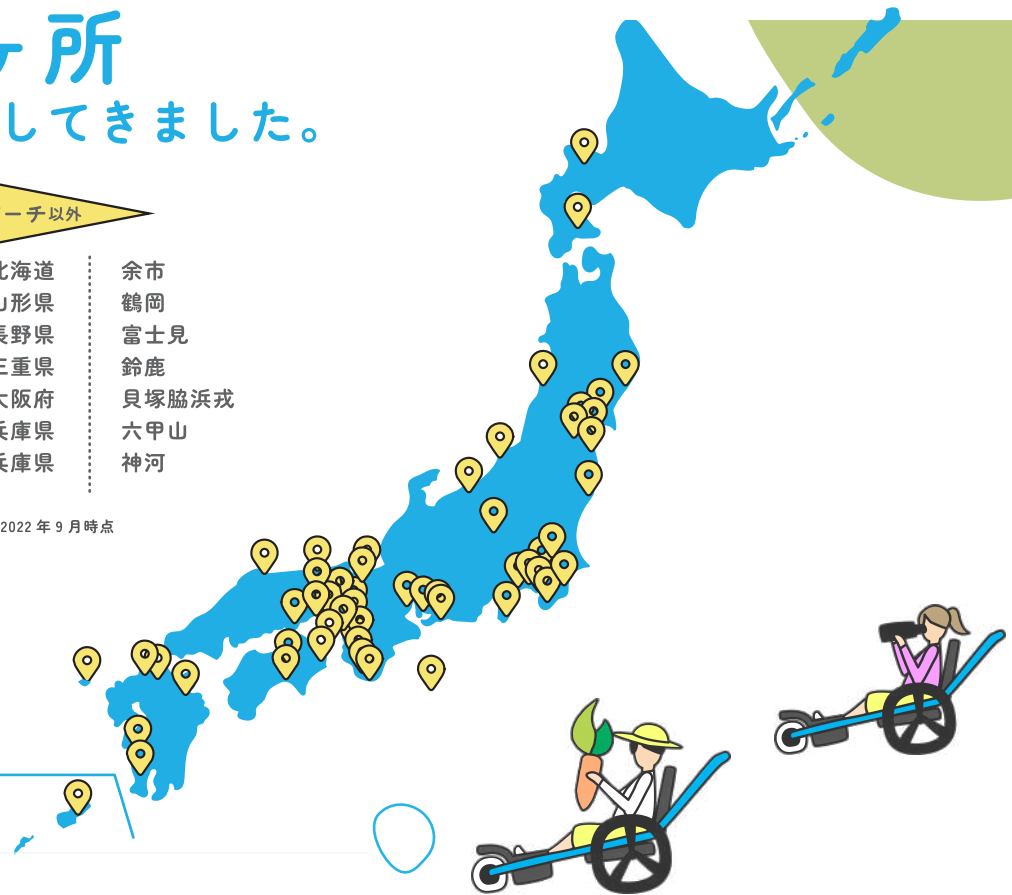 所
してきました。
ーチ以外
北海道 余市
山形県 鶴岡
長野県 富士見
三重県 鈴鹿
大阪府 貝塚脇浜戎
兵庫県 六甲山
兵庫県 神河
2022年9月時点